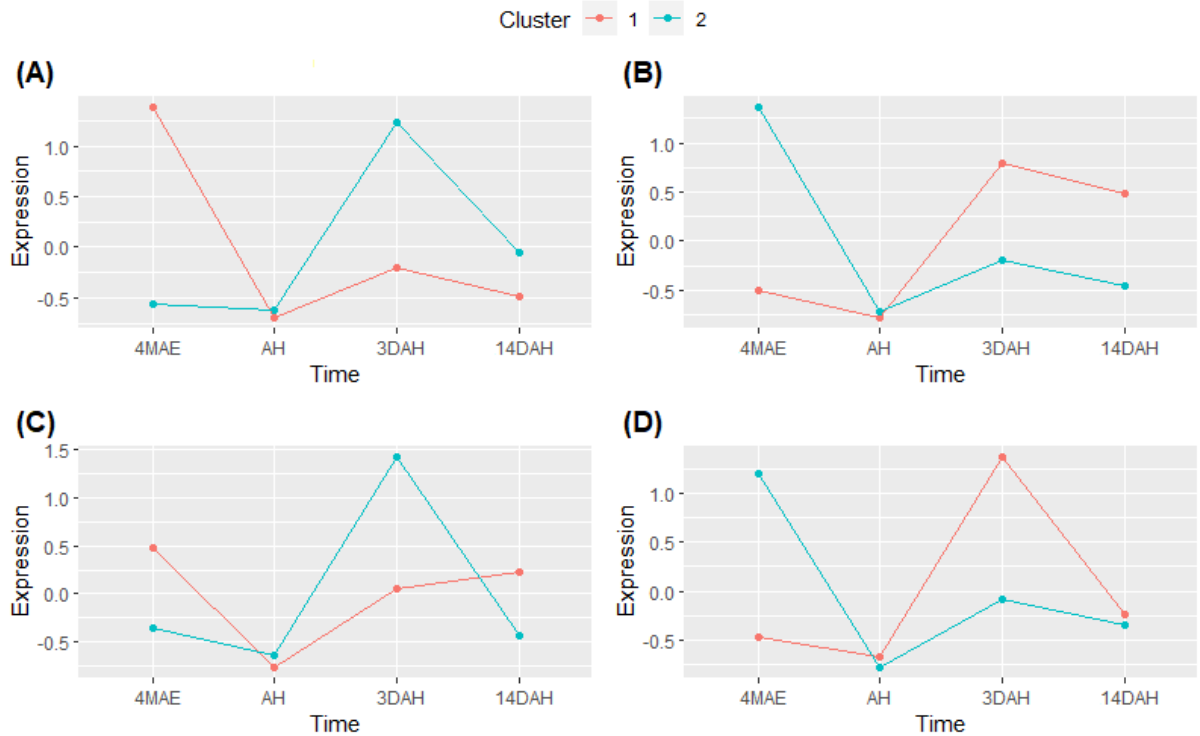 Cluster 1 2
(A)
Expression
1.0
0.5
0.0
-0.5
4MAE AH 3DAH 14DAH
Time
(B)
Expression
1.0
0.5
0.0
-0.5
4MAE AH 3DAH 14DAH
Time
(C)
Expression
1.5
1.0
0.5
0.0
-0.5
4MAE AH 3DAH 14DAH
Time
(D)
Expression
1.0
0.5
0.0
-0.5
4MAE AH 3DAH 14DAH
Time